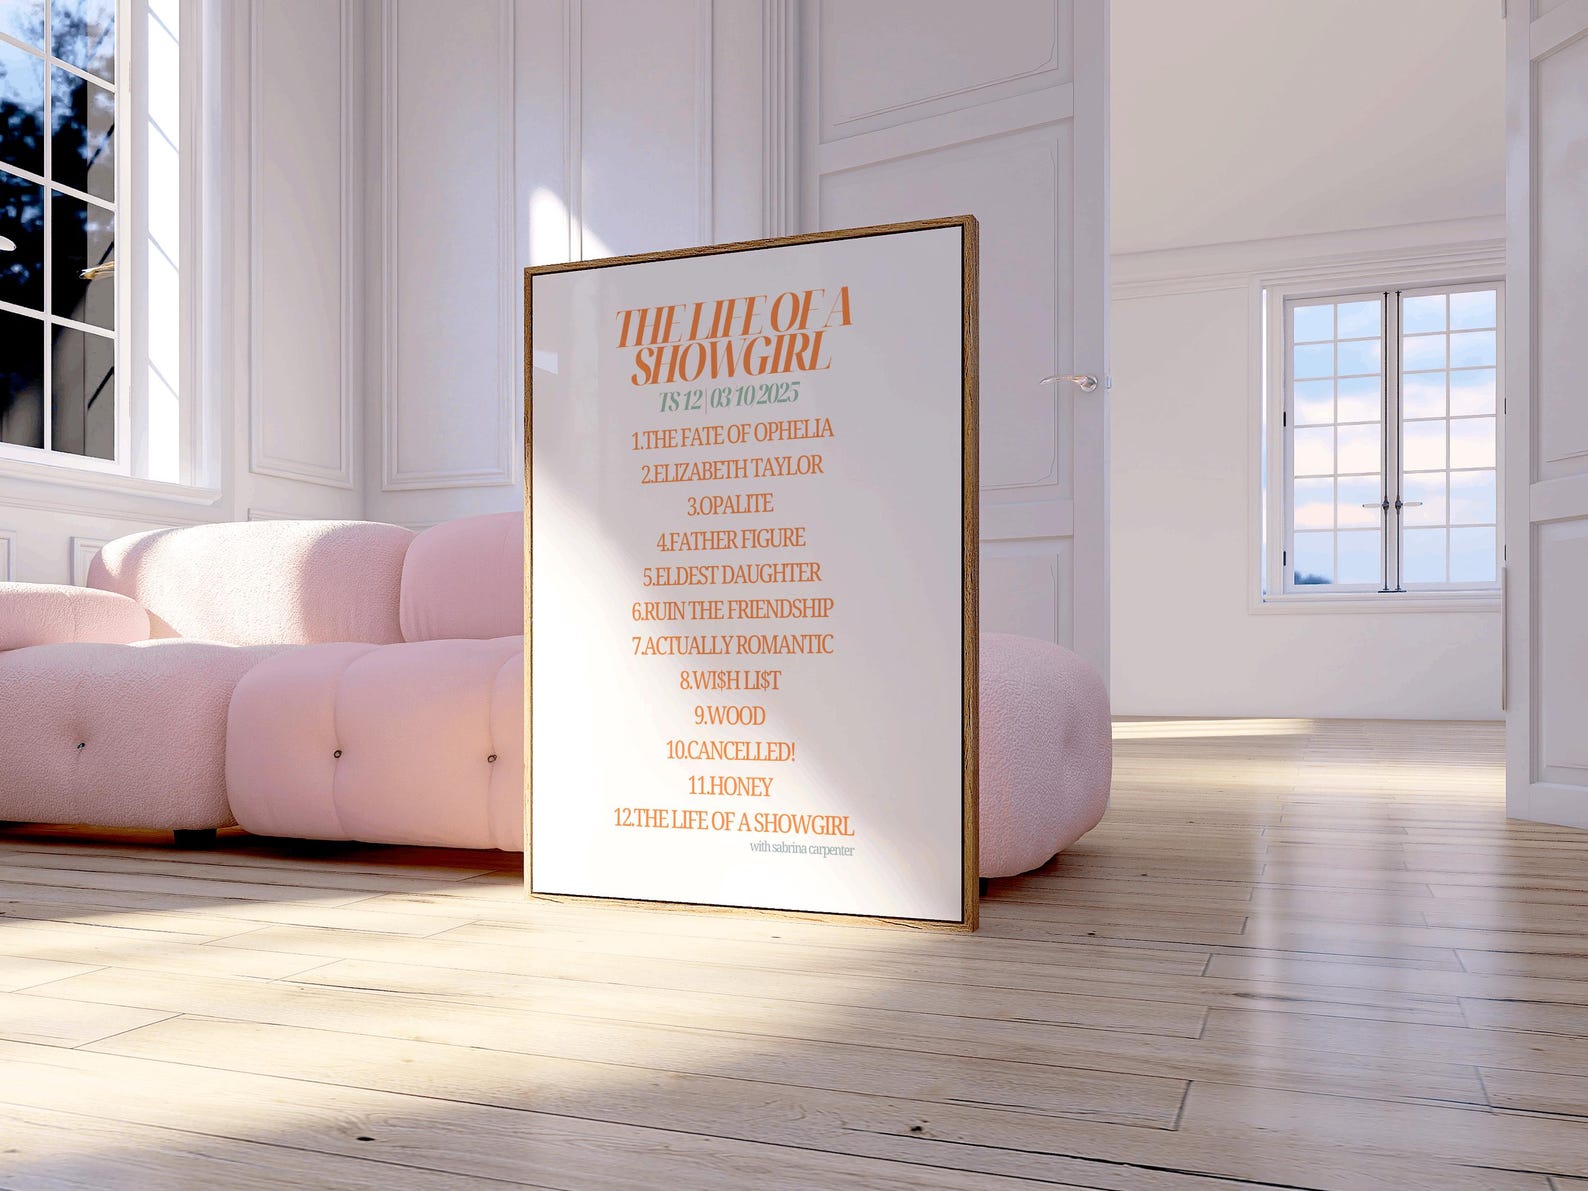 THE LIFE OF A
SHOWGIRL
TS 12 | 03 10 2025
1.THE FATE OF OPHELIA
2.ELIZABETH TAYLOR
3.OPALITE
4.FATHER FIGURE
5.ELDEST DAUGHTER
6.RUIN THE FRIENDSHIP
7.ACTUALLY ROMANTIC
8.WI$H LI$T
9.WOOD
10.CANCELLED!
11.HONEY
12.THE LIFE OF A SHOWGIRL
with sabrina carpenter